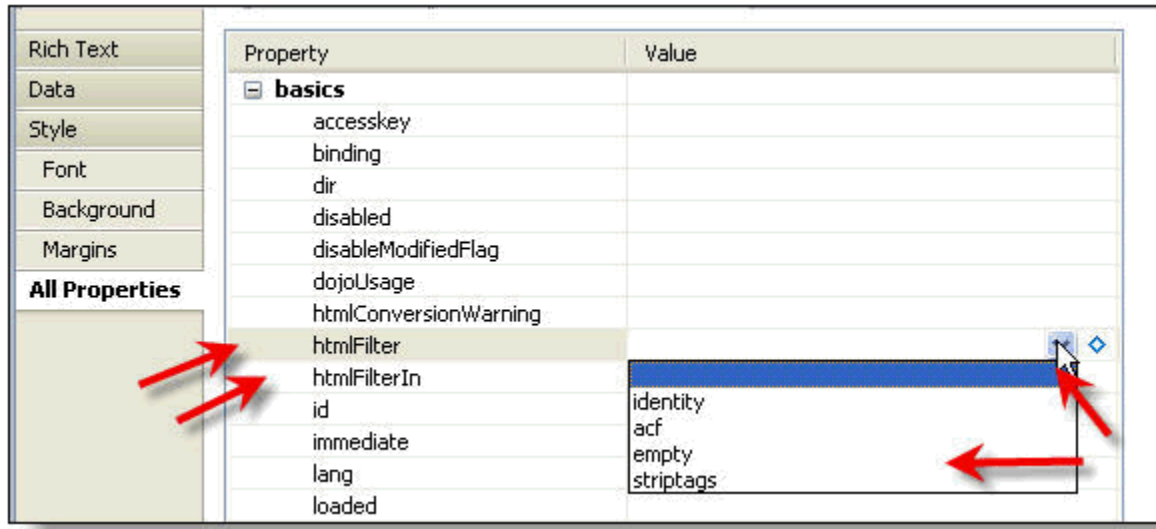 Rich Text
Data
Style
Font
Background
Margins
All Properties
Property Value
basics
accesskey
binding
dir
disabled
disableModifiedFlag
dojoUsage
htmlConversionWarning
htmlFilter
htmlFilterIn
id
immediate
lang
loaded
identity
acf
empty
striptags